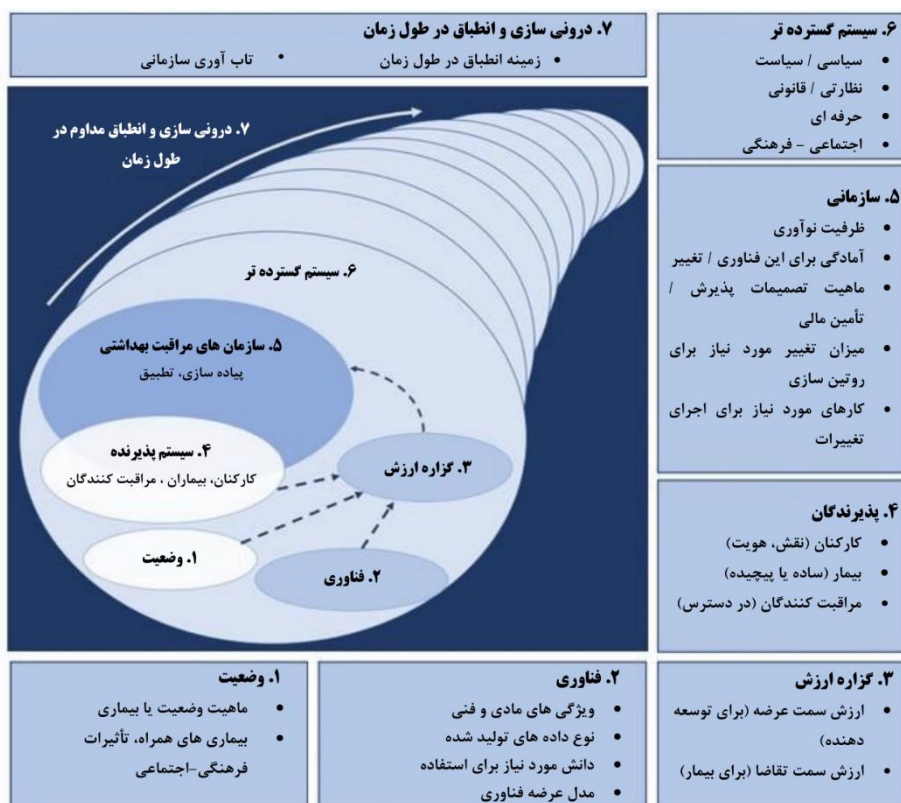 ۷. درونی سازی و انطباق در طول زمان
• زمینه انطباق در طول زمان • تاب آوری سازمانی
۶. سیستم گسترده تر
• سیاسی / سیاست
• نظارتی / قانونی
• حرفه ای
• اجتماعی - فرهنگی
۷. درونی سازی و انطباق مداوم در
طول زمان
۶. سیستم گسترده تر
۵. سازمان های مراقبت بهداشتی
پیاده سازی، تطبیق
۴. سیستم پذیرنده
کارکنان، بیماران ، مراقبت کنندگان
۳. گزاره ارزش
۱. وضعیت
۲. فناوری
۵. سازمانی
• ظرفیت نوآوری
• آمادگی برای این فناوری / تغییر
• ماهیت تصمیمات پذیرش /
تأمین مالی
• میزان تغییر مورد نیاز برای
روتین سازی
• کارهای مورد نیاز برای اجرای
تغییرات
۴. پذیرندگان
• کارکنان (نقش، هویت)
• بیمار (ساده یا پیچیده)
• مراقبت کنندگان (در دسترس)
۳. گزاره ارزش
• ارزش سمت عرضه (برای توسعه
دهنده)
• ارزش سمت تقاضا (برای بیمار)
۲. فناوری
• ویژگی های مادی و فنی
• نوع داده های تولید شده
• دانش مورد نیاز برای استفاده
• مدل عرضه فناوری
۱. وضعیت
• ماهیت وضعیت یا بیماری
• بیماری های همراه، تأثیرات
فرهنگی-اجتماعی